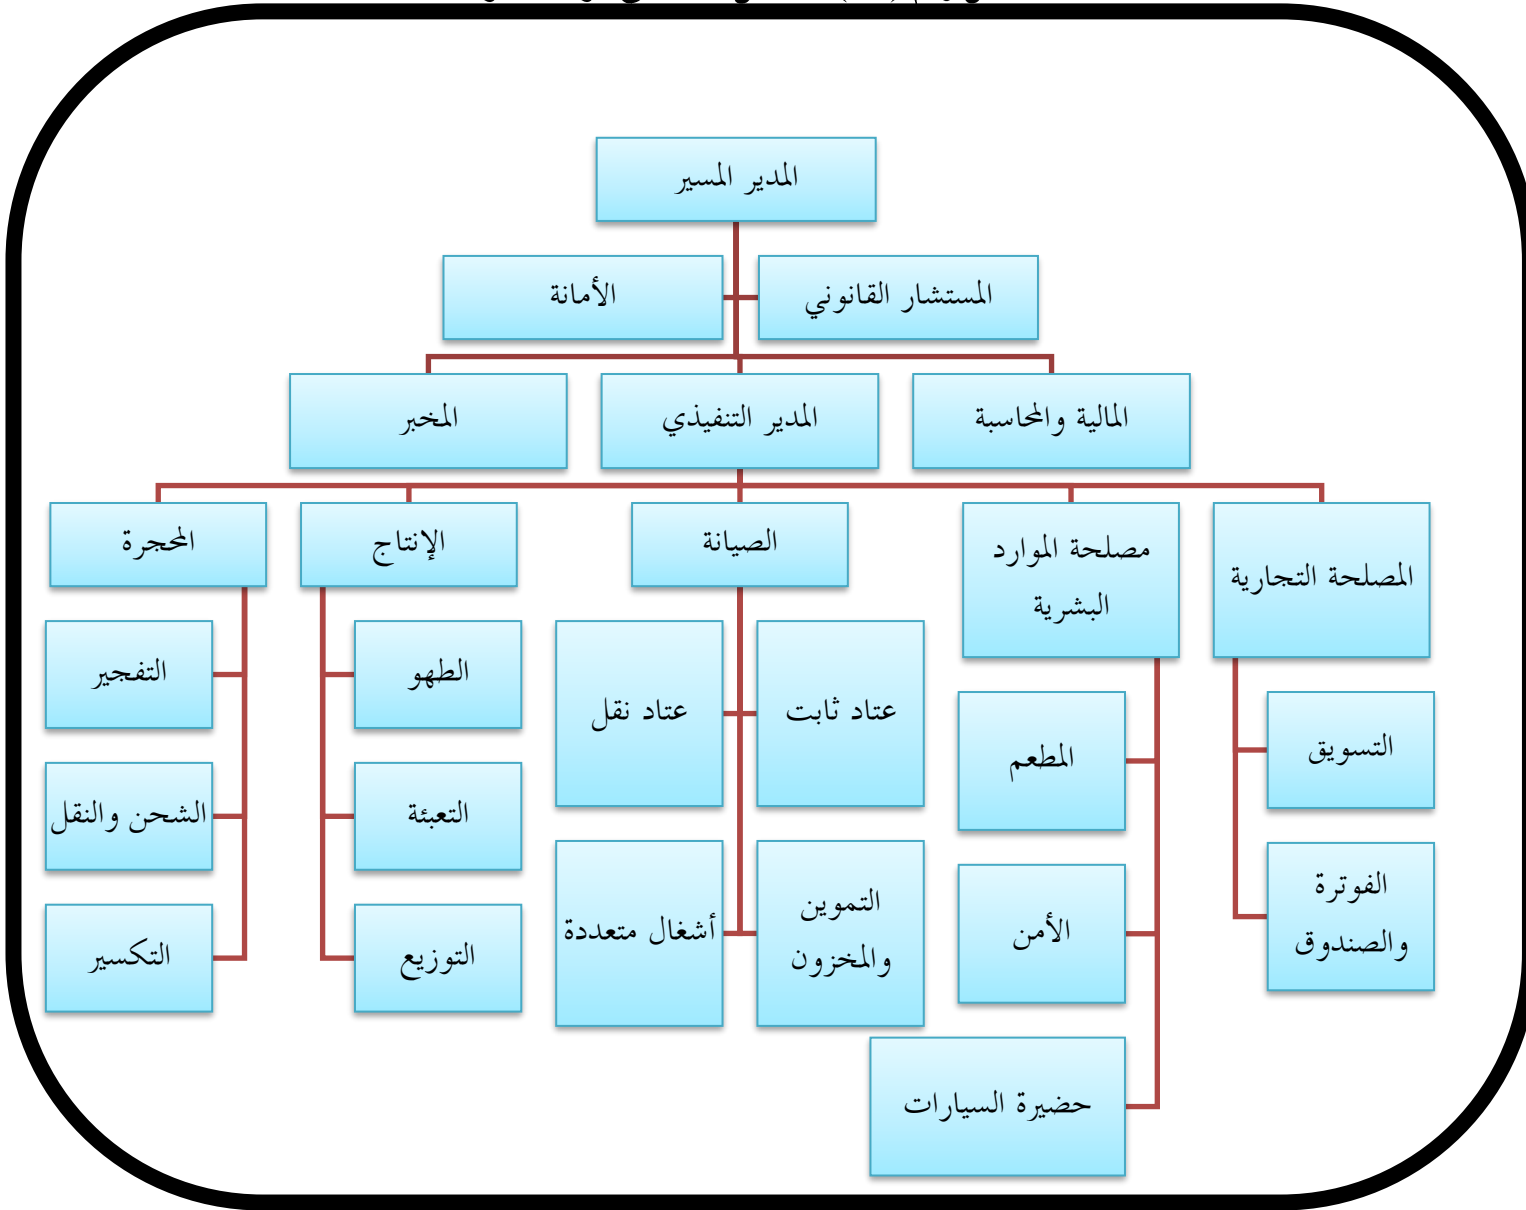 المدير المسير
المستشار القانوني
الأمانة
المالية والمحاسبة
المدير التنفيذي
المخبر
المصلحة التجارية
مصلحة الموارد
البشرية
الصيانة
الإنتاج
المحجرة
التسويق
الفوترة
والصندوق
المطعم
الأمن
حضيرة السيارات
عتاد ثابت
عتاد نقل
التموين
والمخزون
أشغال متعددة
الطهو
التعبئة
التوزيع
التفجير
الشحن والنقل
التكسير